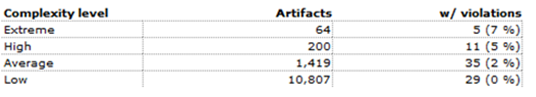 Complexity level Artifacts w/ violations
Extreme 64 5 (7 %)
High 200 11 (5 %)
Average 1,419 35 (2 %)
Low 10,807 29 (0 %)